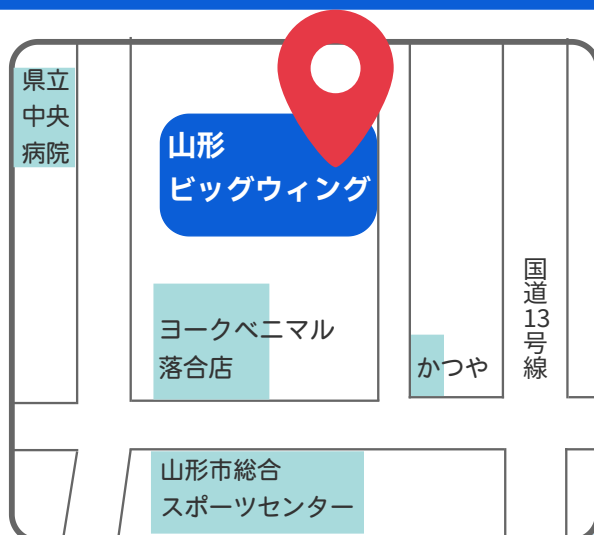 県立
中央
病院
山形
ビッグウィング
ヨークベニマル
落合店
かつや
国道13号線
山形市総合
スポーツセンター